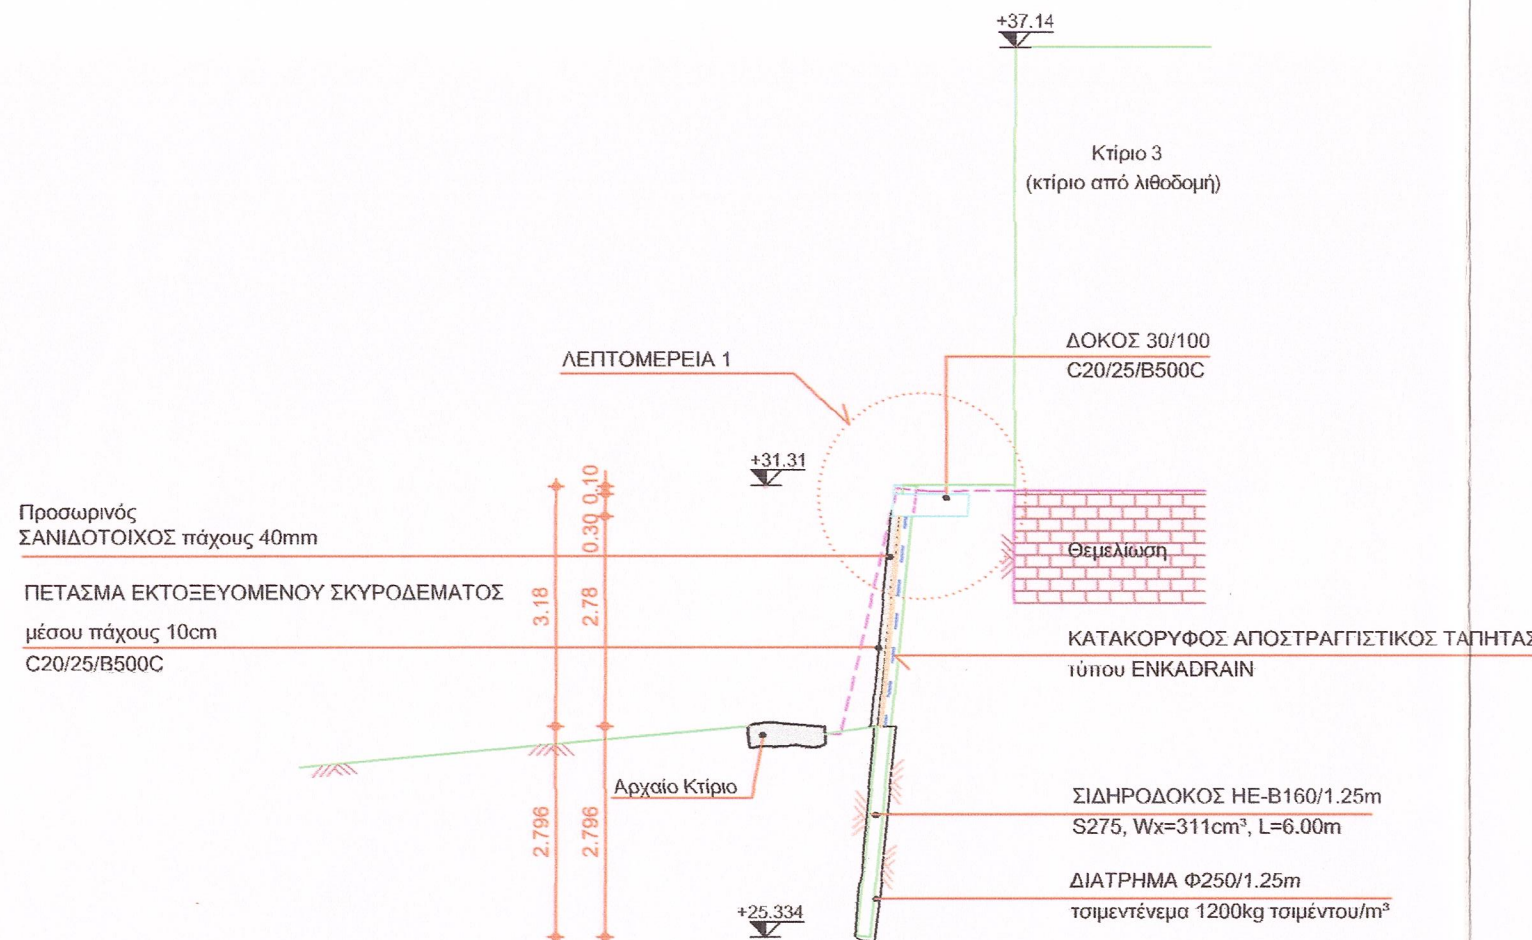 +37.14
Κτίριο 3
(κτίριο από λιθοδομή)
ΔΟΚΟΣ 30/100
C20/25/B500C
ΛΕΠΤΟΜΕΡΕΙΑ 1
+31.31
0.10
0.30
Προσωρινός
ΣΑΝΙΔΟΤΟΙΧΟΣ πάχους 40mm
Θεμελίωση
ΠΕΤΑΣΜΑ ΕΚΤΟΞΕΥΟΜΕΝΟΥ ΣΚΥΡΟΔΕΜΑΤΟΣ
μέσου πάχους 10cm
C20/25/B500C
3.18
2.78
ΚΑΤΑΚΟΡΥΦΟΣ ΑΠΟΣΤΡΑΓΓΙΣΤΙΚΟΣ ΤΑΠΗΤΑΣ
τύπου ENKADRAIN
Αρχαίο Κτίριο
ΣΙΔΗΡΟΔΟΚΟΣ HE-B160/1.25m
S275, Wx=311cm³, L=6.00m
2.796
2.796
ΔΙΑΤΡΗΜΑ Φ250/1.25m
τσιμεντένεμα 1200kg τσιμέντου/m³
+25.334